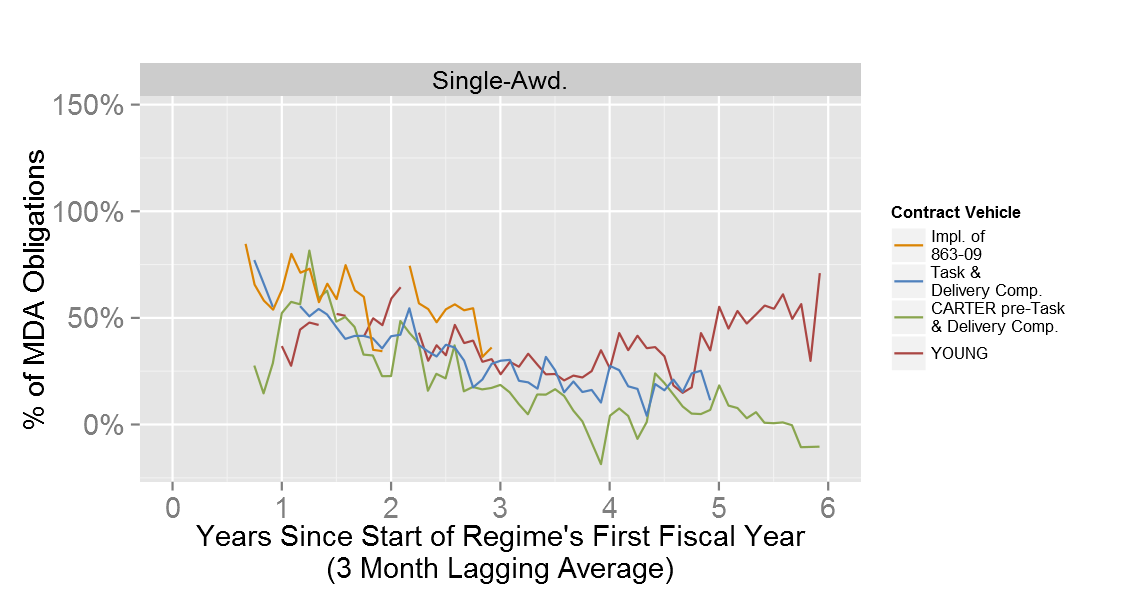 Single-Awd.
150%
100%
50%
0%
% of MDA Obligations
0 1 2 3 4 5 6
Years Since Start of Regime's First Fiscal Year
(3 Month Lagging Average)
Contract Vehicle
Impl. of
863-09
Task &
Delivery Comp.
CARTER pre-Task
& Delivery Comp.
YOUNG